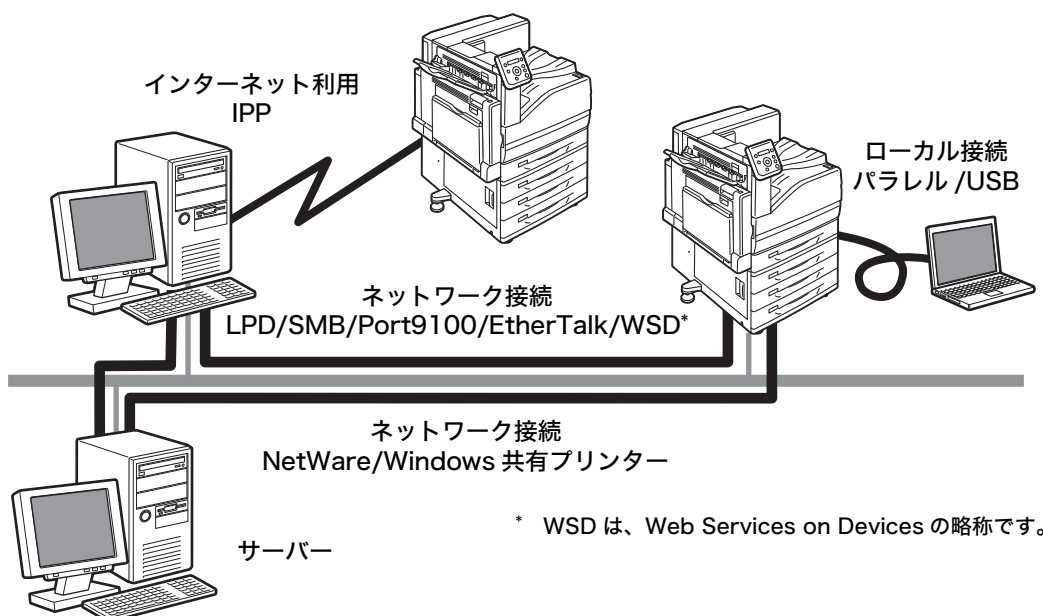 インターネット利用
IPP
ローカル接続
パラレル /USB
ネットワーク接続
LPD/SMB/Port9100/EtherTalk/WSD*
ネットワーク接続
NetWare/Windows 共有プリンター
* WSD は、Web Services on Devices の略称です。
サーバー